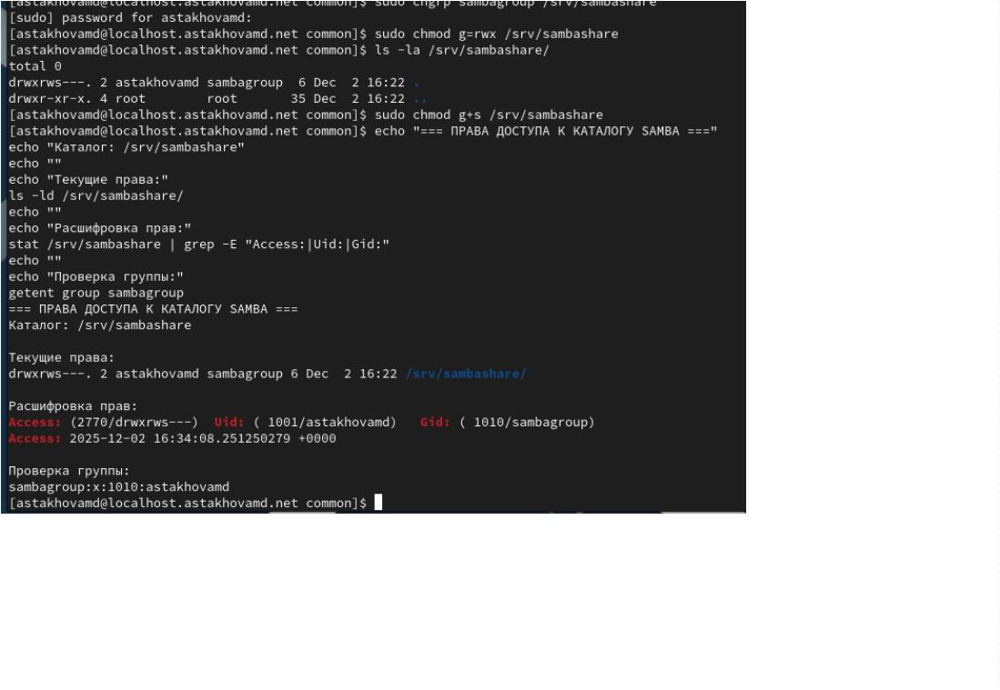 [astakhovamd@localhost.astakhovamd.net common]$ sudo chgrp sambagroup /srv/sambashare
[sudo] password for astakhovamd:
[astakhovamd@localhost.astakhovamd.net common]$ sudo chmod g=rwx /srv/sambashare
[astakhovamd@localhost.astakhovamd.net common]$ ls -la /srv/sambashare/
total 0
drwxrws---. 2 astakhovamd sambagroup  6 Dec  2 16:22 .
drwxr-xr-x. 4 root        root       35 Dec  2 16:22 ..
[astakhovamd@localhost.astakhovamd.net common]$ sudo chmod g+s /srv/sambashare
[astakhovamd@localhost.astakhovamd.net common]$ echo "=== ПРАВА ДОСТУПА К КАТАЛОГУ SAMBA ==="
echo "Каталог: /srv/sambashare"
echo ""
echo "Текущие права:"
ls -ld /srv/sambashare/
echo ""
echo "Расшифровка прав:"
stat /srv/sambashare | grep -E "Access:|Uid:|Gid:"
echo ""
echo "Проверка группы:"
getent group sambagroup
=== ПРАВА ДОСТУПА К КАТАЛОГУ SAMBA ===
Каталог: /srv/sambashare
Текущие права:
drwxrws---. 2 astakhovamd sambagroup 6 Dec  2 16:22 /srv/sambashare/
Расшифровка прав:
Access: (2770/drwxrws---)  Uid: ( 1001/astakhovamd)   Gid: ( 1010/sambagroup)
Access: 2025-12-02 16:34:08.251250279 +0000
Проверка группы:
sambagroup:x:1010:astakhovamd
[astakhovamd@localhost.astakhovamd.net common]$